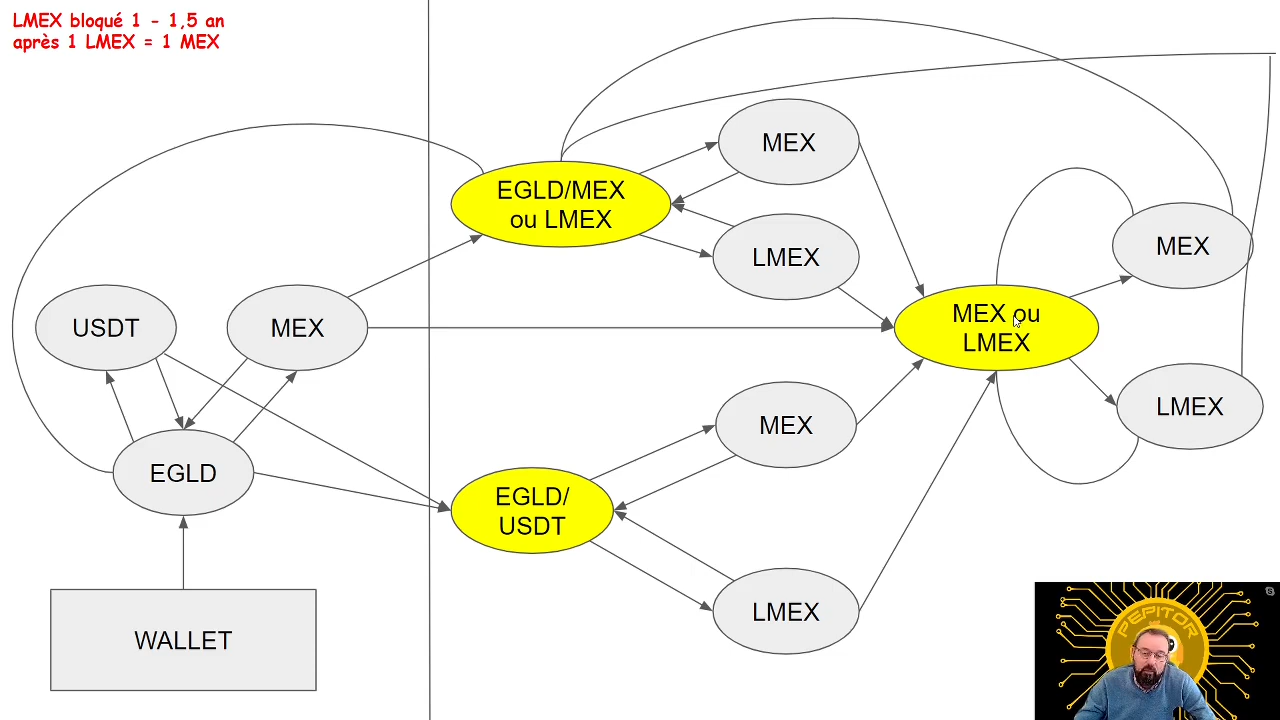 LMEX bloqué 1 - 1,5 an
après 1 LMEX = 1 MEX
MEX
EGLD/MEX
ou LMEX
LMEX
MEX
USDT
MEX
MEX ou
LMEX
LMEX
MEX
EGLD
EGLD/
USDT
LMEX
WALLET
PEPITOR